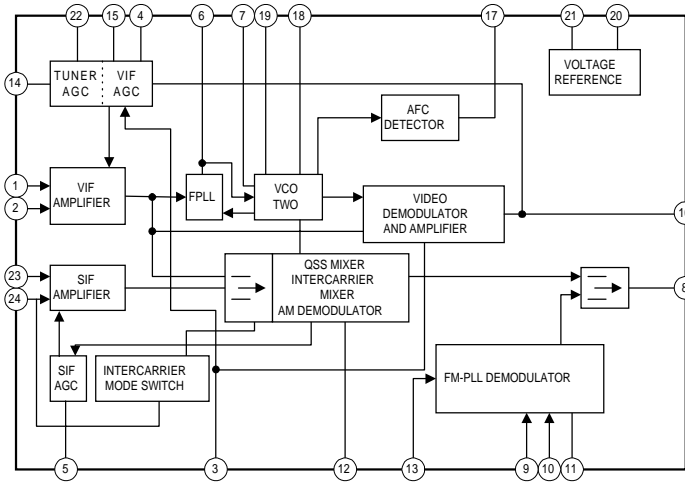 22 15 4 6 7 19 18 17 21 20
14
TUNER AGC
VIF AGC
VOLTAGE
REFERENCE
AFC
DETECTOR
1
2
VIF
AMPLIFIER
FPLL
VCO
TWO
VIDEO
DEMODULATOR
AND AMPLIFIER
23
24
SIF
AMPLIFIER
QSS MIXER
INTERCARRIER
MIXER
AM DEMODULATOR
8
SIF
AGC
INTERCARRIER
MODE SWITCH
FM-PLL DEMODULATOR
5 3 12 13 9 10 11